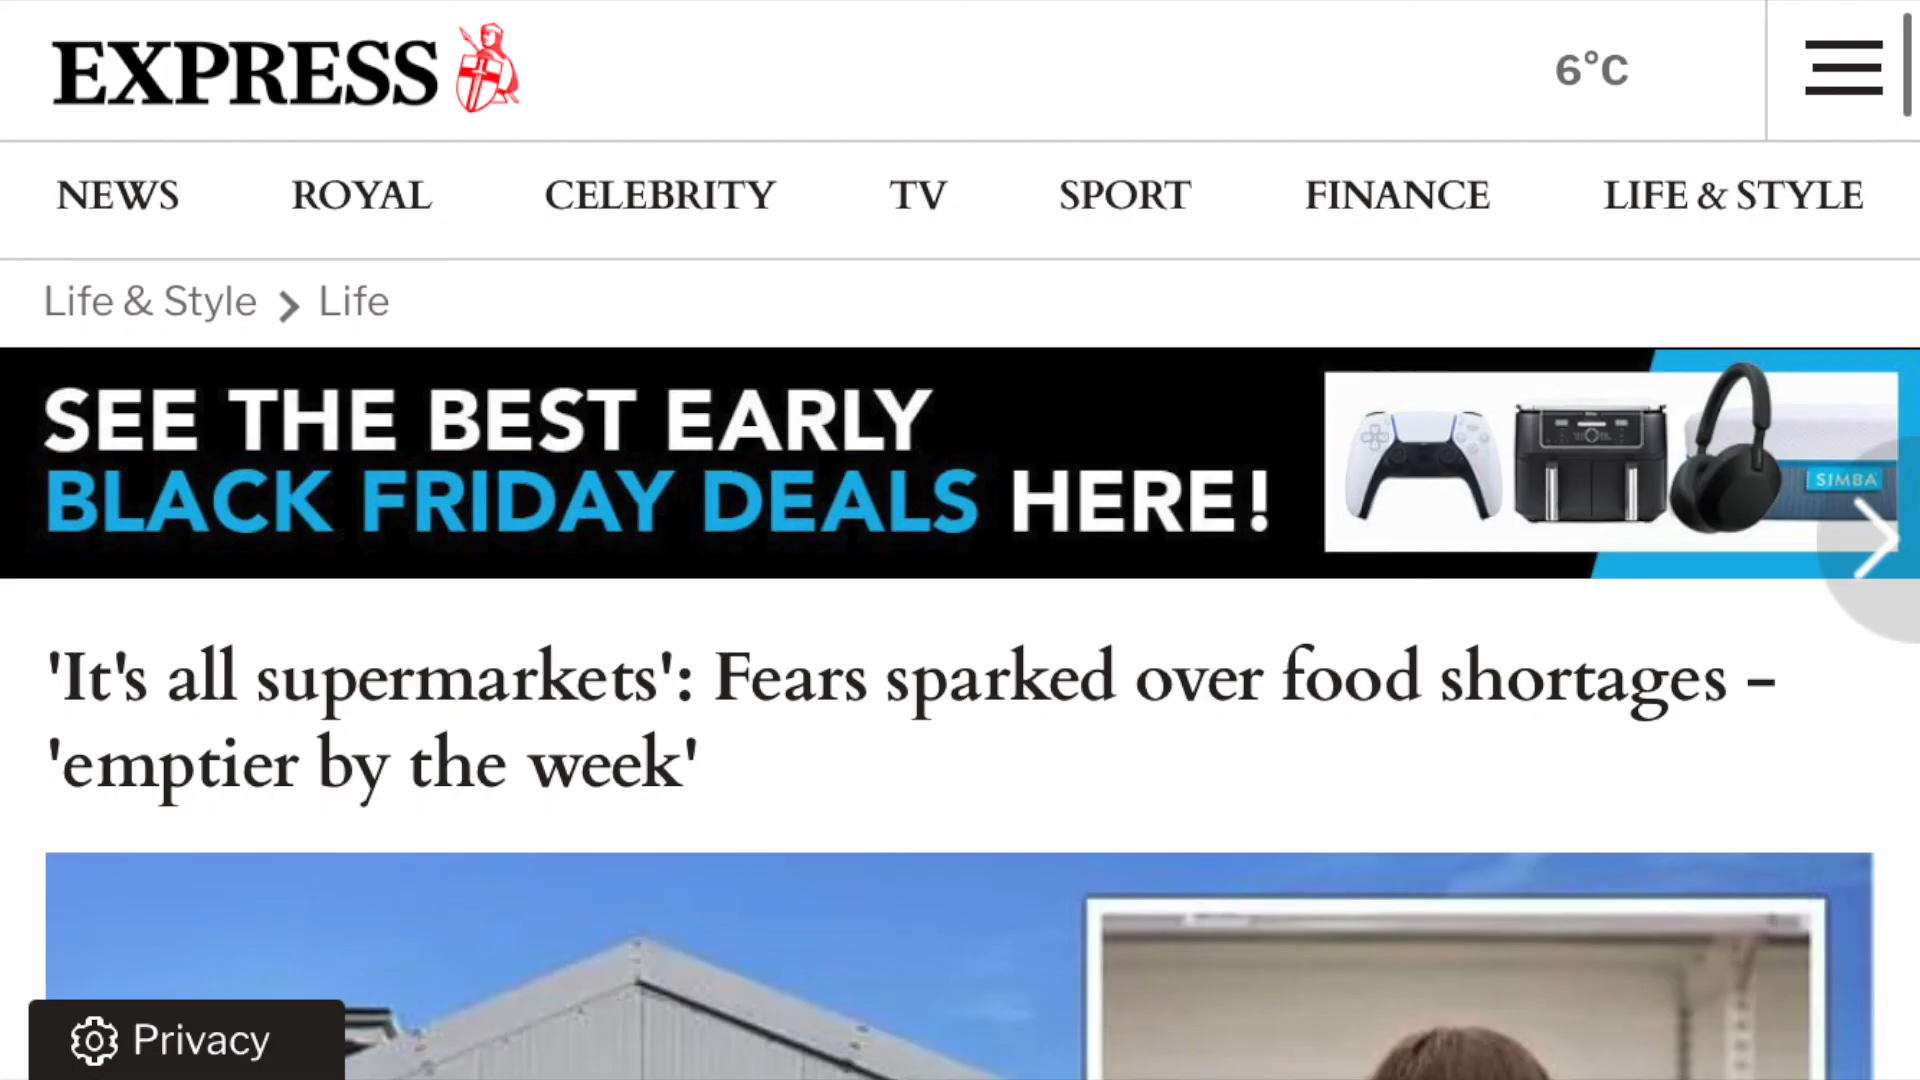 EXPRESS
6°C
NEWS ROYAL CELEBRITY TV SPORT FINANCE LIFE & STYLE
Life & Style > Life
SEE THE BEST EARLY
BLACK FRIDAY DEALS HERE!
SIMBA
'It's all supermarkets': Fears sparked over food shortages -
'emptier by the week'
Privacy